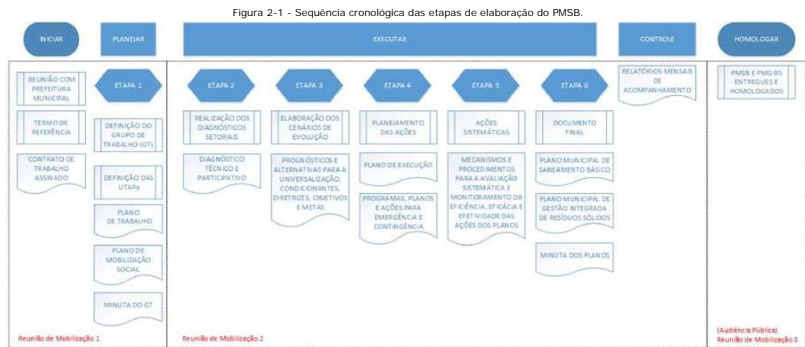 Figura 2-1 - Sequência cronológica das etapas de elaboração do PMSB.
INICIAR
PLANEJAR
EXECUTAR
CONTROLE
HOMOLOGAR
REUNIÃO COM
PREFEITURA
MUNICIPAL
TERMO DE
REFERÊNCIA
CONTRATO DE
TRABALHO
ASSINADO
ETAPA 1
DEFINIÇÃO DO
GRUPO DE
TRABALHO (GT)
DEFINIÇÃO DAS
UTAPs
PLANO
DE TRABALHO
PLANO DE
MOBILIZAÇÃO
SOCIAL
MINUTA DO GT
ETAPA 2
REALIZAÇÃO DOS
DIAGNÓSTICOS
SETORIAIS
DIAGNÓSTICO
TÉCNICO E
PARTICIPATIVO
ETAPA 3
ELABORAÇÃO DOS
CENÁRIOS DE
EVOLUÇÃO
PROGNÓSTICOS E
ALTERNATIVAS PARA A
UNIVERSALIZAÇÃO,
CONDICIONANTES,
DIRETRIZES, OBJETIVOS
E METAS
ETAPA 4
PLANEJAMENTO
DAS AÇÕES
PLANO DE EXECUÇÃO
PROGRAMAS, PLANOS
E AÇÕES PARA
EMERGÊNCIA E
CONTINGÊNCIA
ETAPA 5
AÇÕES
SISTEMÁTICAS
MECANISMOS E
PROCEDIMENTOS
PARA A AVALIAÇÃO
SISTEMÁTICA E
MONITORAMENTO DA
EFICIÊNCIA, EFICÁCIA E
EFETIVIDADE DAS
AÇÕES DOS PLANOS
ETAPA 6
DOCUMENTO
FINAL
PLANO MUNICIPAL DE
SANEAMENTO BÁSICO
PLANO MUNICIPAL DE
GESTÃO INTEGRADA
DE RESÍDUOS SÓLIDOS
MINUTA DOS PLANOS
RELATÓRIOS MENSAIS
DE
ACOMPANHAMENTO
PMSB E PMGIRS
ENTREGUES E
HOMOLOGADOS
Reunião de Mobilização 1
Reunião de Mobilização 2
(Audiência Pública)
Reunião de Mobilização 3